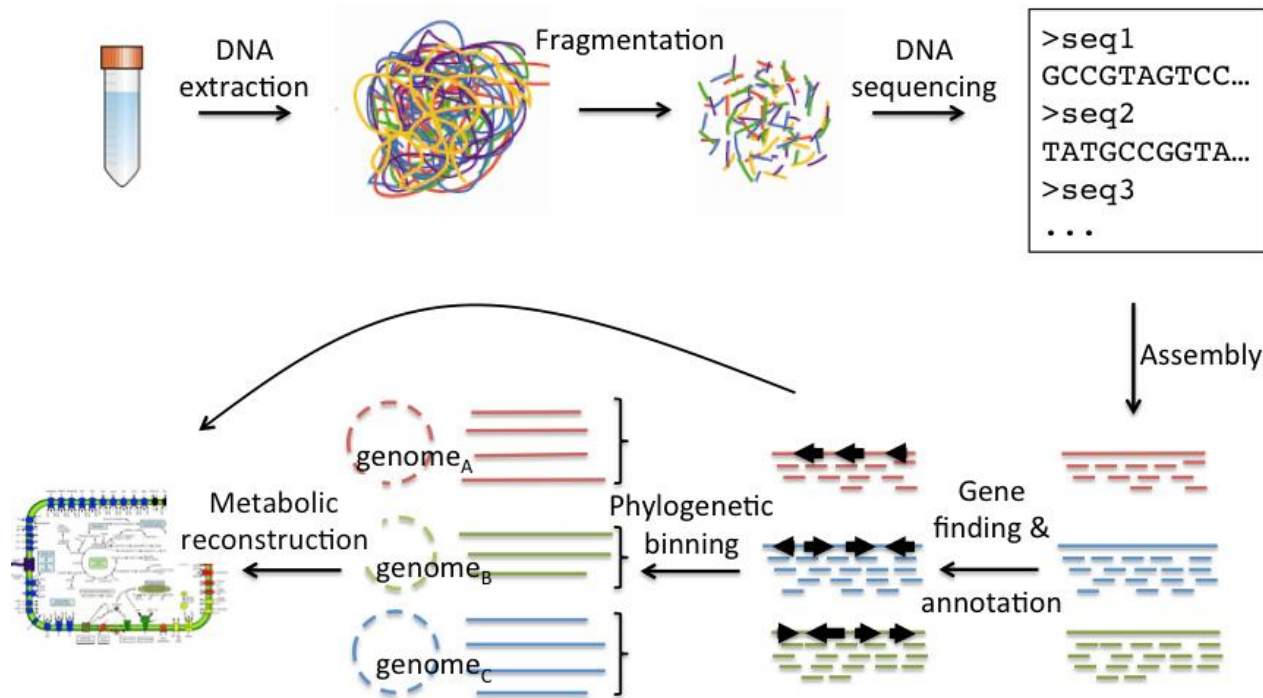 DNA
extraction
Fragmentation
DNA
sequencing
>seq1
GCCGTAGTCC…
>seq2
TATGCCGGTA…
>seq3
...
Assembly
Gene
finding &
annotation
Phylogenetic
binning
genomeA
genomeB
genomeC
Metabolic
reconstruction